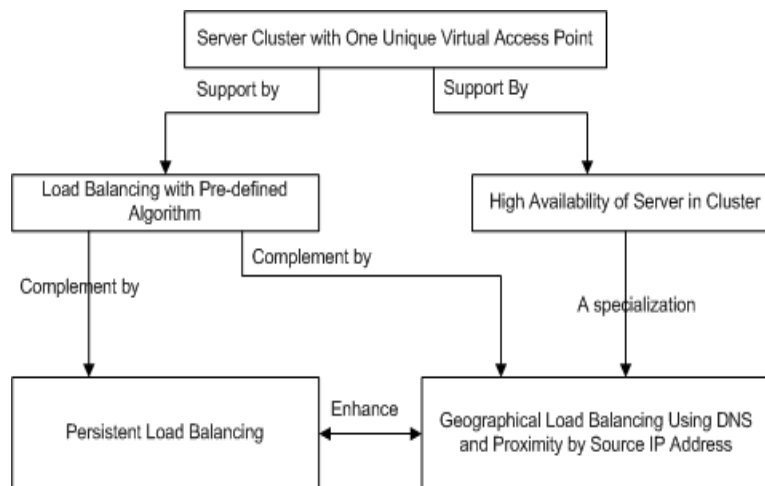 Server Cluster with One Unique Virtual Access Point
Support by
Support By
Load Balancing with Pre-defined
Algorithm
High Availability of Server in Cluster
Complement by
Complement by
A specialization
Persistent Load Balancing
Enhance
Geographical Load Balancing Using DNS
and Proximity by Source IP Address